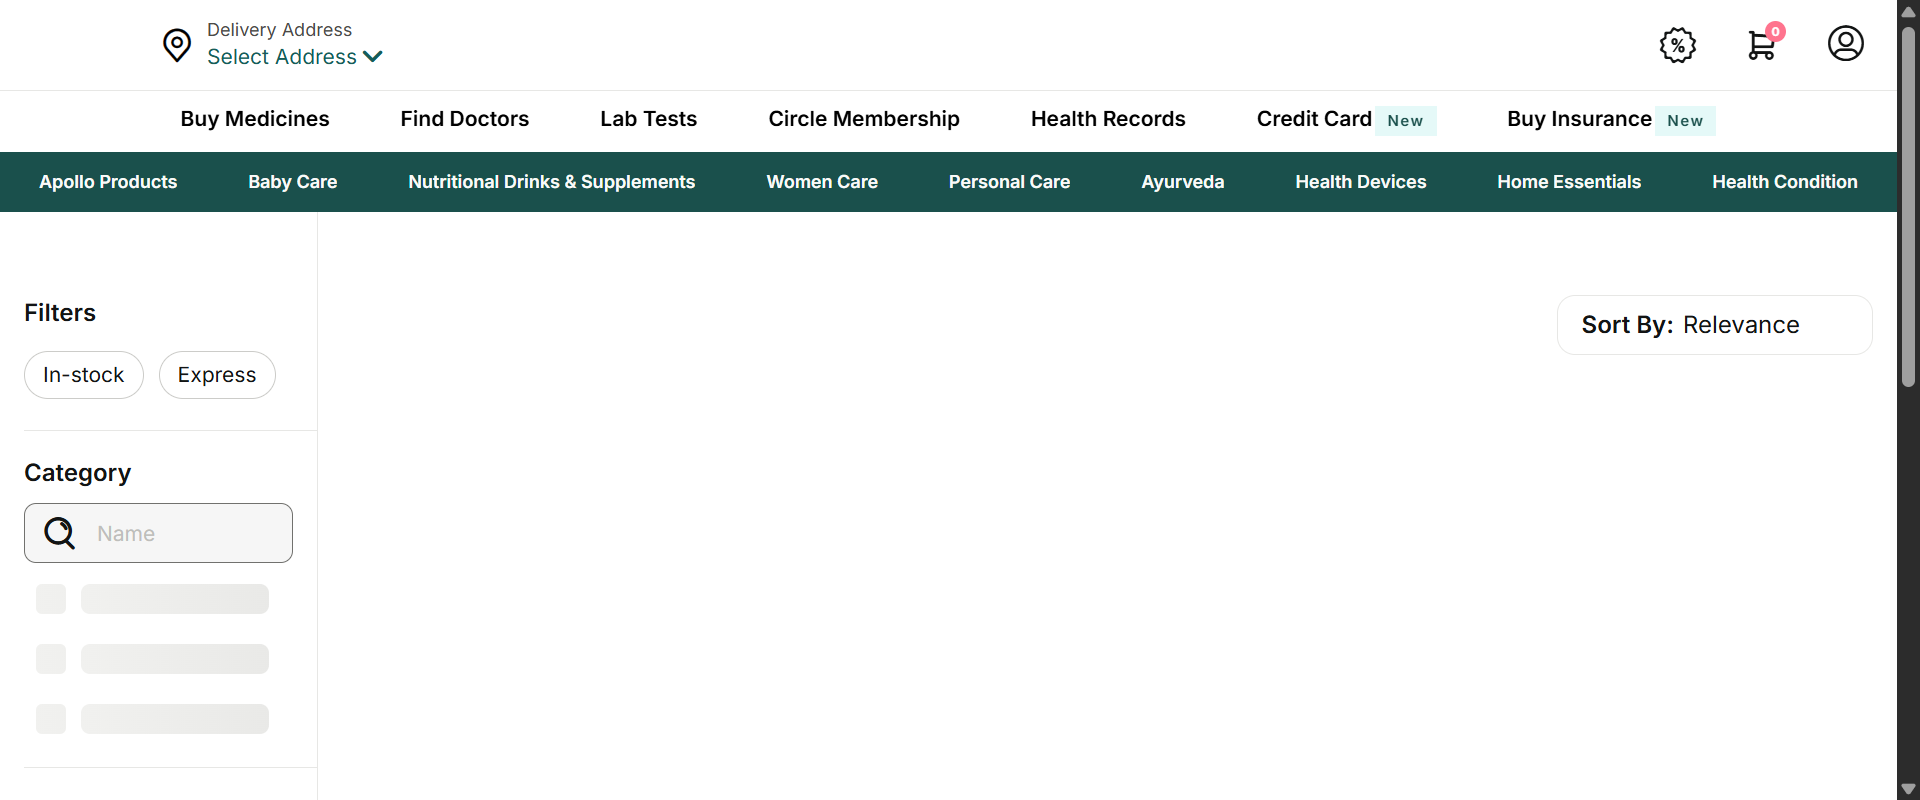 Delivery Address
Select Address
%
0
Buy Medicines
Find Doctors
Lab Tests
Circle Membership
Health Records
Credit Card New
Buy Insurance New
Apollo Products
Baby Care
Nutritional Drinks & Supplements
Women Care
Personal Care
Ayurveda
Health Devices
Home Essentials
Health Condition
Filters
In-stock
Express
Sort By: Relevance
Category
Name